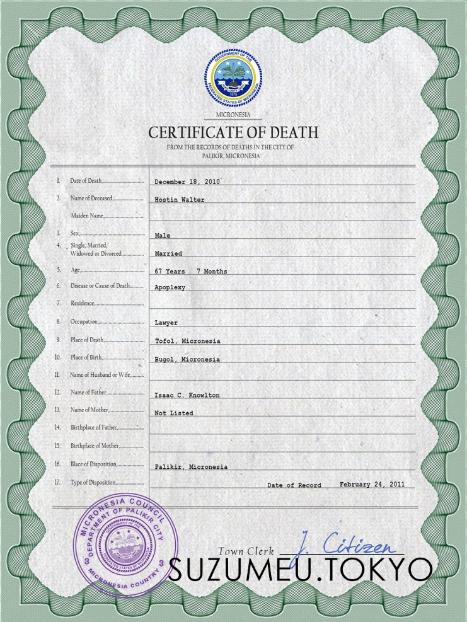 MICRONESIA
CERTIFICATE OF DEATH
FROM THE RECORDS OF DEATHS IN THE CITY OF
PALIKIR, MICRONESIA
1. Date of Death December 18, 2010
2. Name of Deceased Hostin Walter
Maiden Name
3. Sex Male
4. Single, Married,
Widowed or Divorced Married
5. Age 67 Years 7 Months
6. Disease or Cause of Death Apoplexy
7. Residence
8. Occupation Lawyer
9. Place of Death Tofol, Micronesia
10. Place of Birth Rugol, Micronesia
11. Name of Husband or Wife
12. Name of Father Isaac C. Knowlton
13. Name of Mother Not Listed
14. Birthplace of Father
15. Birthplace of Mother
16. Place of Disposition Palikir, Micronesia
17. Type of Disposition Date of Record February 24, 2011
MICRONESIA COUNCIL
DEPARTMENT OF PALIKIR CITY
MICRONESIA COUNTRY
Town Clerk J. Citizen
SUZUMEU.TOKYO